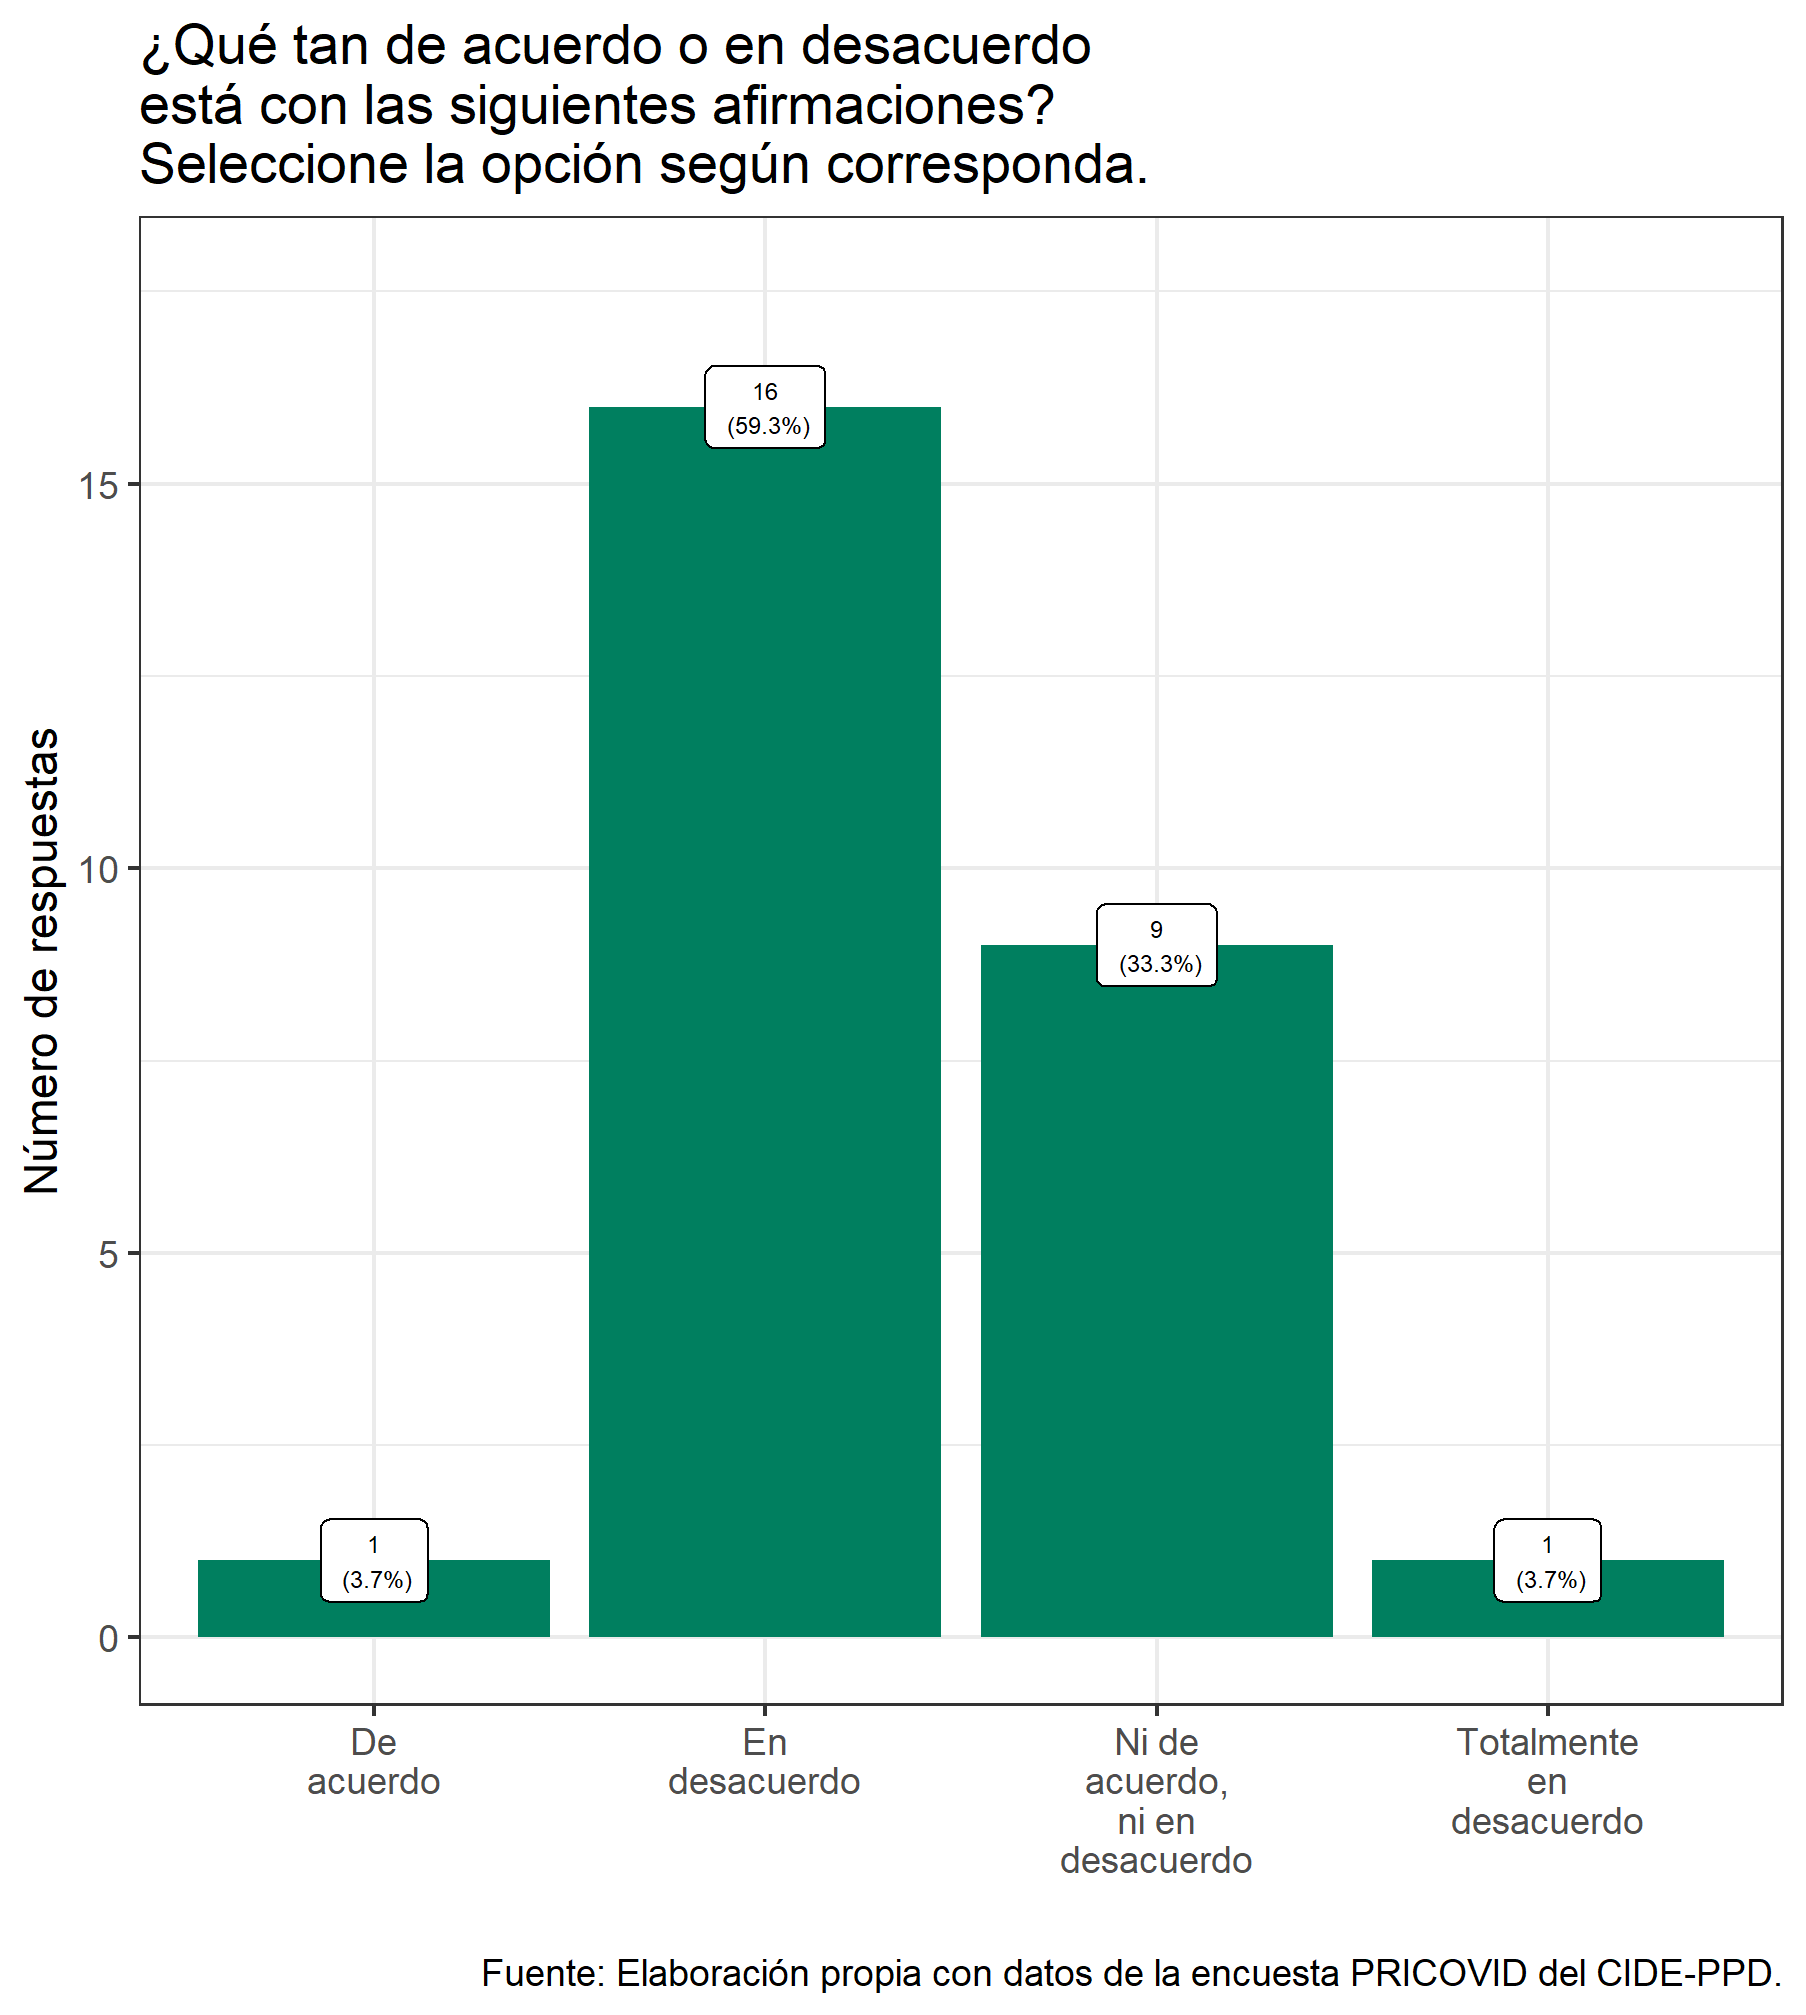 ¿Qué tan de acuerdo o en desacuerdo
está con las siguientes afirmaciones?
Seleccione la opción según corresponda.
Número de respuestas
15
10
5
0
1
(3.7%)
16
(59.3%)
9
(33.3%)
1
(3.7%)
De
acuerdo
En
desacuerdo
Ni de
acuerdo,
ni en
desacuerdo
Totalmente
en
desacuerdo
Fuente: Elaboración propia con datos de la encuesta PRICOVID del CIDE-PPD.